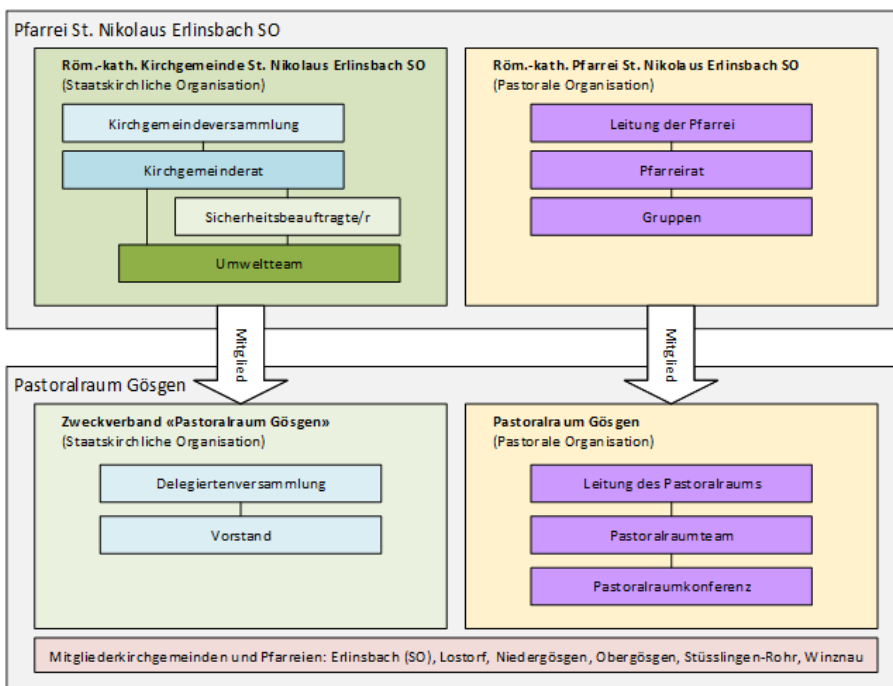 Pfarrei St. Nikolaus Erlinsbach SO
Röm.-kath. Kirchgemeinde St. Nikolaus Erlinsbach SO
(Staatskirchliche Organisation)
Kirchgemeindeversammlung
Kirchgemeinderat
Sicherheitsbeauftragte/r
Umweltteam
Röm.-kath. Pfarrei St. Nikolaus Erlinsbach SO
(Pastorale Organisation)
Leitung der Pfarrei
Pfarreirat
Gruppen
Mitglied
Mitglied
Pastoralraum Gösgen
Zweckverband «Pastoralraum Gösgen»
(Staatskirchliche Organisation)
Delegiertenversammlung
Vorstand
Pastoralraum Gösgen
(Pastorale Organisation)
Leitung des Pastoralraums
Pastoralraumteam
Pastoralraumkonferenz
Mitgliederkirchgemeinden und Pfarreien: Erlinsbach (SO), Lostorf, Niedergösgen, Obergösgen, Stüsslingen-Rohr, Winznau